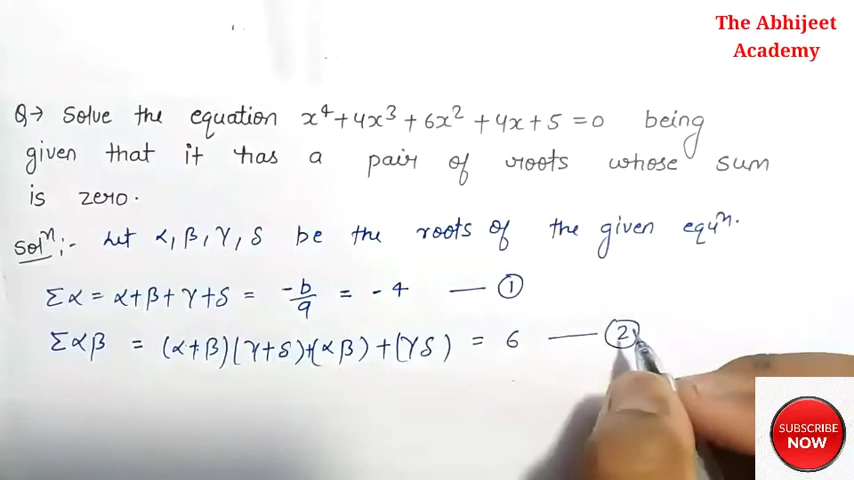 The Abhijeet
Academy
Q→ Solve the equation x⁴+4x³+6x²+4x+5=0 being
given that it has a pair of roots whose sum
is zero.
Solⁿ:- Let α, β, γ, δ be the roots of the given equⁿ.
Σα = α+β+γ+δ = -b/a = -4 — ①
Σαβ = (α+β)(γ+δ)+(αβ)+(γδ) = 6 — ②
SUBSCRIBE
NOW